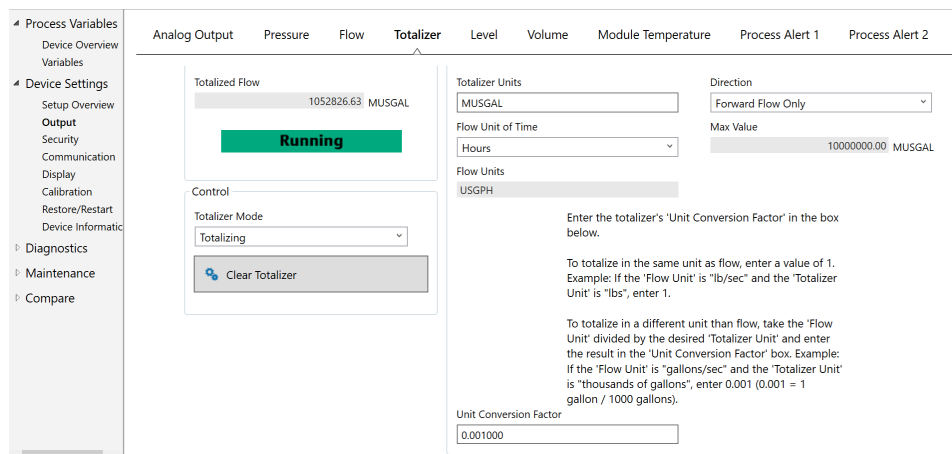 Process Variables
Device Overview
Variables
Device Settings
Setup Overview
Output
Security
Communication
Display
Calibration
Restore/Restart
Device Informatic
Diagnostics
Maintenance
Compare
Analog Output Pressure Flow Totalizer Level Volume Module Temperature Process Alert 1 Process Alert 2
Totalized Flow
1052826.63 MUSGAL
Running
Control
Totalizer Mode
Totalizing
Clear Totalizer
Totalizer Units
MUSGAL
Flow Unit of Time
Hours
Flow Units
USGPH
Direction
Forward Flow Only
Max Value
10000000.00 MUSGAL
Enter the totalizer's 'Unit Conversion Factor' in the box
below.
To totalize in the same unit as flow, enter a value of 1.
Example: If the 'Flow Unit' is "lb/sec" and the 'Totalizer
Unit' is "lbs", enter 1.
To totalize in a different unit than flow, take the 'Flow
Unit' divided by the desired 'Totalizer Unit' and enter
the result in the 'Unit Conversion Factor' box. Example:
If the 'Flow Unit' is "gallons/sec" and the 'Totalizer Unit'
is "thousands of gallons", enter 0.001 (0.001 = 1
gallon / 1000 gallons).
Unit Conversion Factor
0.001000